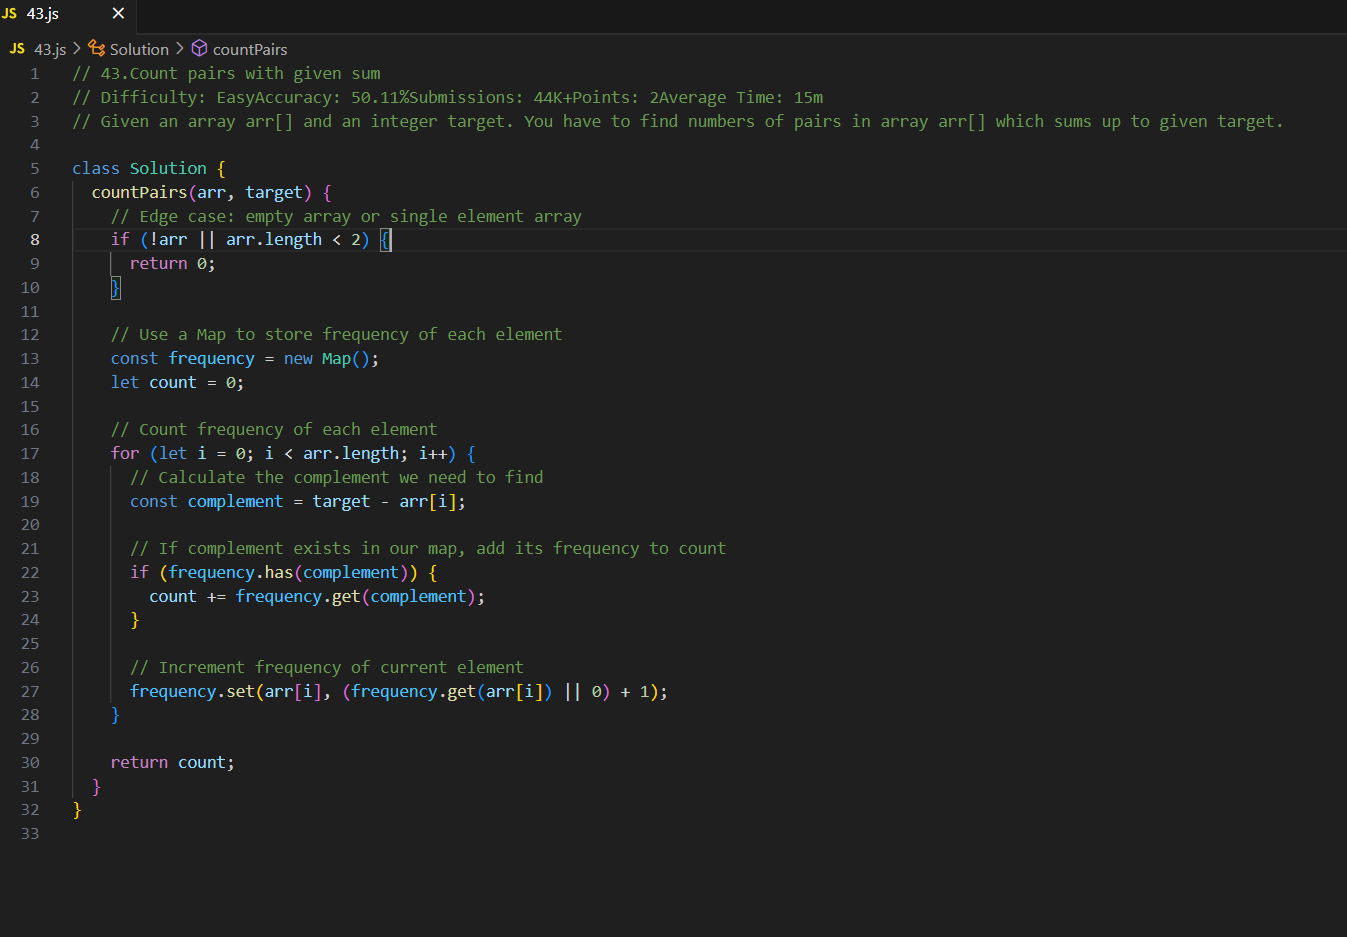 JS 43.js ×
JS 43.js > Solution > countPairs
1 // 43.Count pairs with given sum
2 // Difficulty: EasyAccuracy: 50.11%Submissions: 44K+Points: 2Average Time: 15m
3 // Given an array arr[] and an integer target. You have to find numbers of pairs in array arr[] which sums up to given target.
4
5 class Solution {
6   countPairs(arr, target) {
7     // Edge case: empty array or single element array
8     if (!arr || arr.length < 2) {
9       return 0;
10     }
11
12     // Use a Map to store frequency of each element
13     const frequency = new Map();
14     let count = 0;
15
16     // Count frequency of each element
17     for (let i = 0; i < arr.length; i++) {
18       // Calculate the complement we need to find
19       const complement = target - arr[i];
20
21       // If complement exists in our map, add its frequency to count
22       if (frequency.has(complement)) {
23         count += frequency.get(complement);
24       }
25
26       // Increment frequency of current element
27       frequency.set(arr[i], (frequency.get(arr[i]) || 0) + 1);
28     }
29
30     return count;
31   }
32 }
33